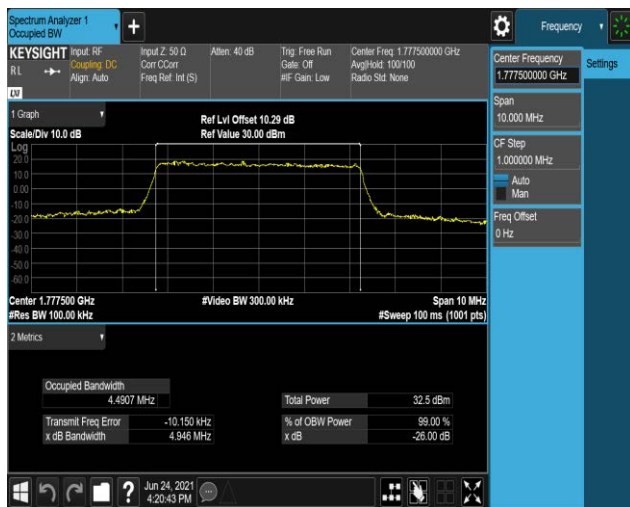 Spectrum Analyzer 1
Occupied BW
+
Frequency
KEYSIGHT
RL
LXI
Input: RF
Coupling: DC
Align: Auto
Input Z: 50 Ω
Corr CCorr
Freq Ref: Int (S)
Atten: 40 dB
Trig: Free Run
Gate: Off
#IF Gain: Low
Center Freq: 1.777500000 GHz
Avg|Hold: 100/100
Radio Std: None
Center Frequency
1.777500000 GHz
Settings
Span
10.000 MHz
CF Step
1.000000 MHz
Auto
Man
Freq Offset
0 Hz
1 Graph
Scale/Div 10.0 dB
Ref Lvl Offset 10.29 dB
Ref Value 30.00 dBm
Log
20.0
10.0
0.00
-10.0
-20.0
-30.0
-40.0
-50.0
-60.0
Center 1.777500 GHz
#Res BW 100.00 kHz
#Video BW 300.00 kHz
Span 10 MHz
#Sweep 100 ms (1001 pts)
2 Metrics
Occupied Bandwidth
4.4907 MHz
Transmit Freq Error -10.150 kHz
x dB Bandwidth 4.946 MHz
Total Power 32.5 dBm
% of OBW Power 99.00 %
x dB -26.00 dB
?
Jun 24, 2021
4:20:43 PM